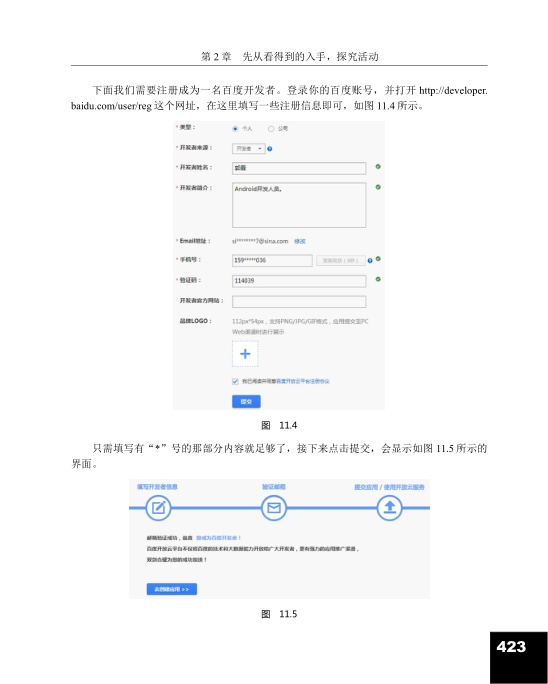 第 2 章 先从看得到的入手，探究活动
下面我们需要注册成为一名百度开发者。登录你的百度账号，并打开 http://developer.
baidu.com/user/reg 这个网址，在这里填写一些注册信息即可，如图 11.4 所示。
* 类型： 个人 公司
* 开发者来源： 开发者
* 开发者姓名： 郭霖
* 开发者简介： Android开发人员。
* Email地址： si********7@sina.com 修改
* 手机号： 159*****036
* 验证码： 114039
开发者官方网站：
品牌LOGO： 112px*54px，支持PNG/JPG/GIF格式，应用提交至PC
Web渠道时进行展示
我已阅读并同意百度开放云平台注册协议
提交
图 11.4
只需填写有“*”号的那部分内容就足够了，接下来点击提交，会显示如图 11.5 所示的
界面。
填写开发者信息 验证邮箱 提交应用 / 使用开放云服务
邮箱验证成功，恭喜 您成为百度开发者！
百度开放云平台不仅将百度的技术和大数据能力开放给广大开发者，更有强力的应用推广渠道，
双剑合璧为您的成功加速！
去创建应用 >>
图 11.5
423